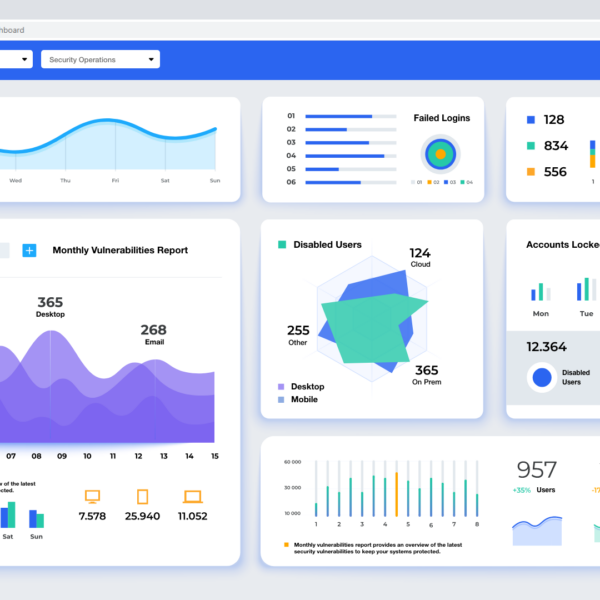 hboard
Security Operations
Wed Thu Fri Sat Sun
01
02
03
04
05
06
Failed Logins
01 02 03 04
128
834
556
1
Monthly Vulnerabilities Report
365
Desktop
268
Email
07 08 09 10 11 12 13 14 15
w of the latest
cted.
Sat Sun
7.578 25.940 11.052
Disabled Users
124
Cloud
255
Other
365
On Prem
Desktop
Mobile
Accounts Locke
Mon Tue
12.364
Disabled
Users
60 000
30 000
10 000
1 2 3 4 5 6 7 8
Monthly vulnerabilities report provides an overview of the latest
security vulnerabilities to keep your systems protected.
957
+35% Users
-17